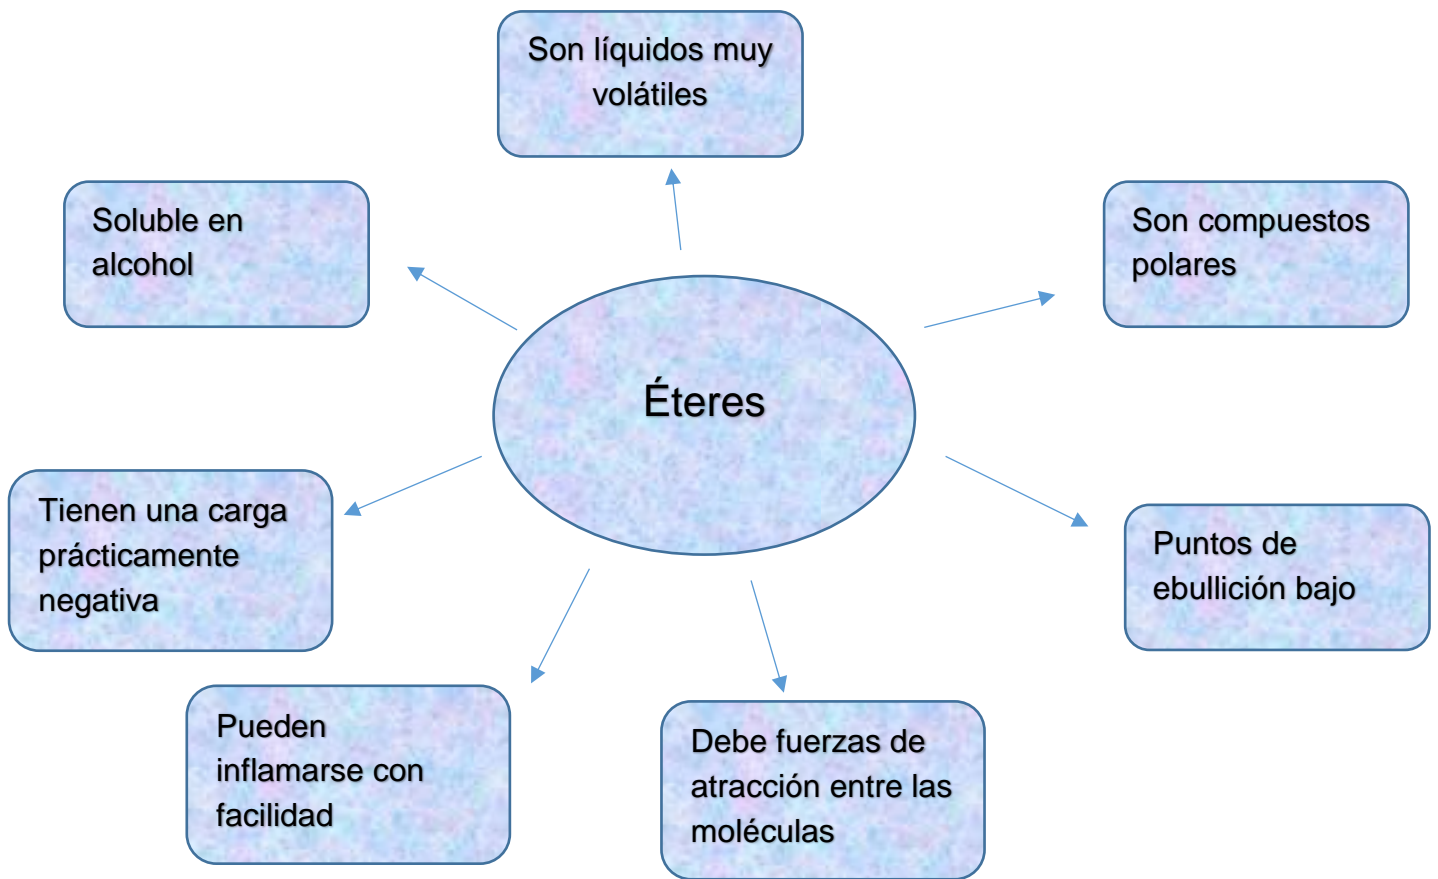 Son líquidos muy
volátiles
Soluble en
alcohol
Son compuestos
polares
Éteres
Tienen una carga
prácticamente
negativa
Puntos de
ebullición bajo
Pueden
inflamarse con
facilidad
Debe fuerzas de
atracción entre las
moléculas